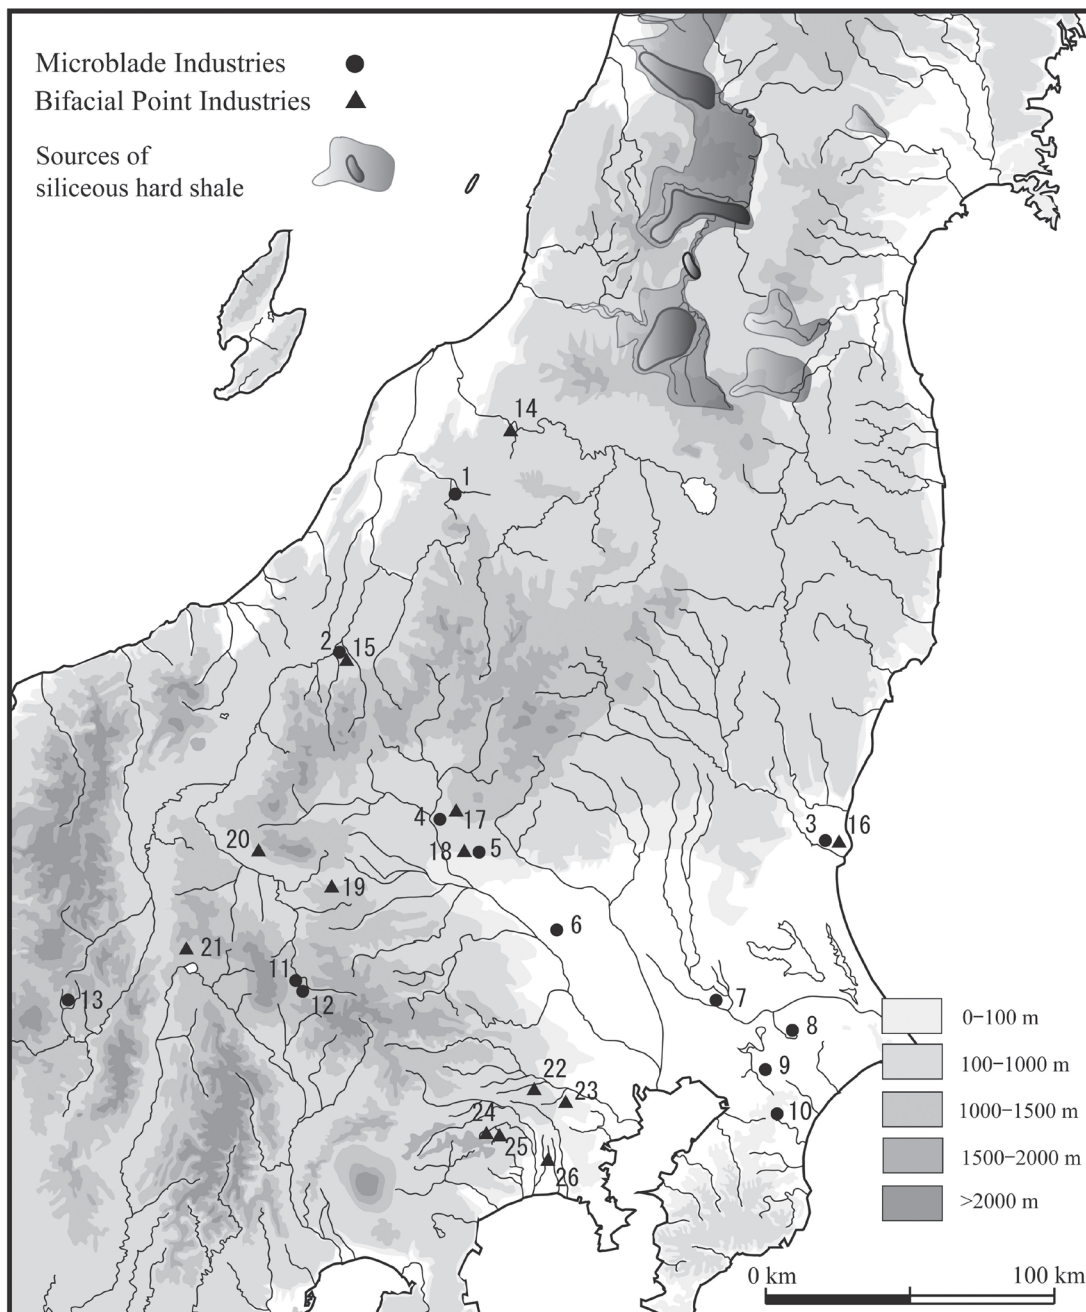 Microblade Industries
Bifacial Point Industries
Sources of
siliceous hard shale
14
1
2
15
4
17
3
16
18
5
20
19
6
21
11
12
13
7
8
9
22
23
10
24
25
26
0-100 m
100-1000 m
1000-1500 m
1500-2000 m
>2000 m
0 km
100 km